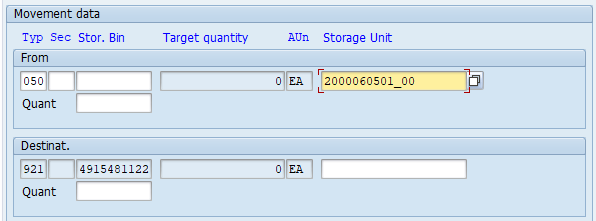 Movement data
Typ Sec Stor. Bin Target quantity AUn Storage Unit
From
050 0 EA 2000060501_00
Quant
Destinat.
921 4915481122 0 EA
Quant